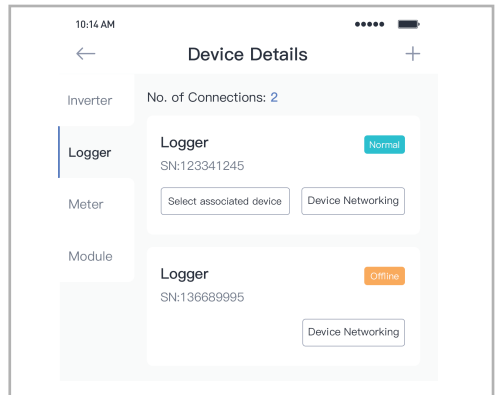 10:14 AM
Device Details
Inverter
No. of Connections: 2
Logger
Logger
Normal
SN:123341245
Meter
Select associated device
Device Networking
Module
Logger
Offline
SN:136689995
Device Networking